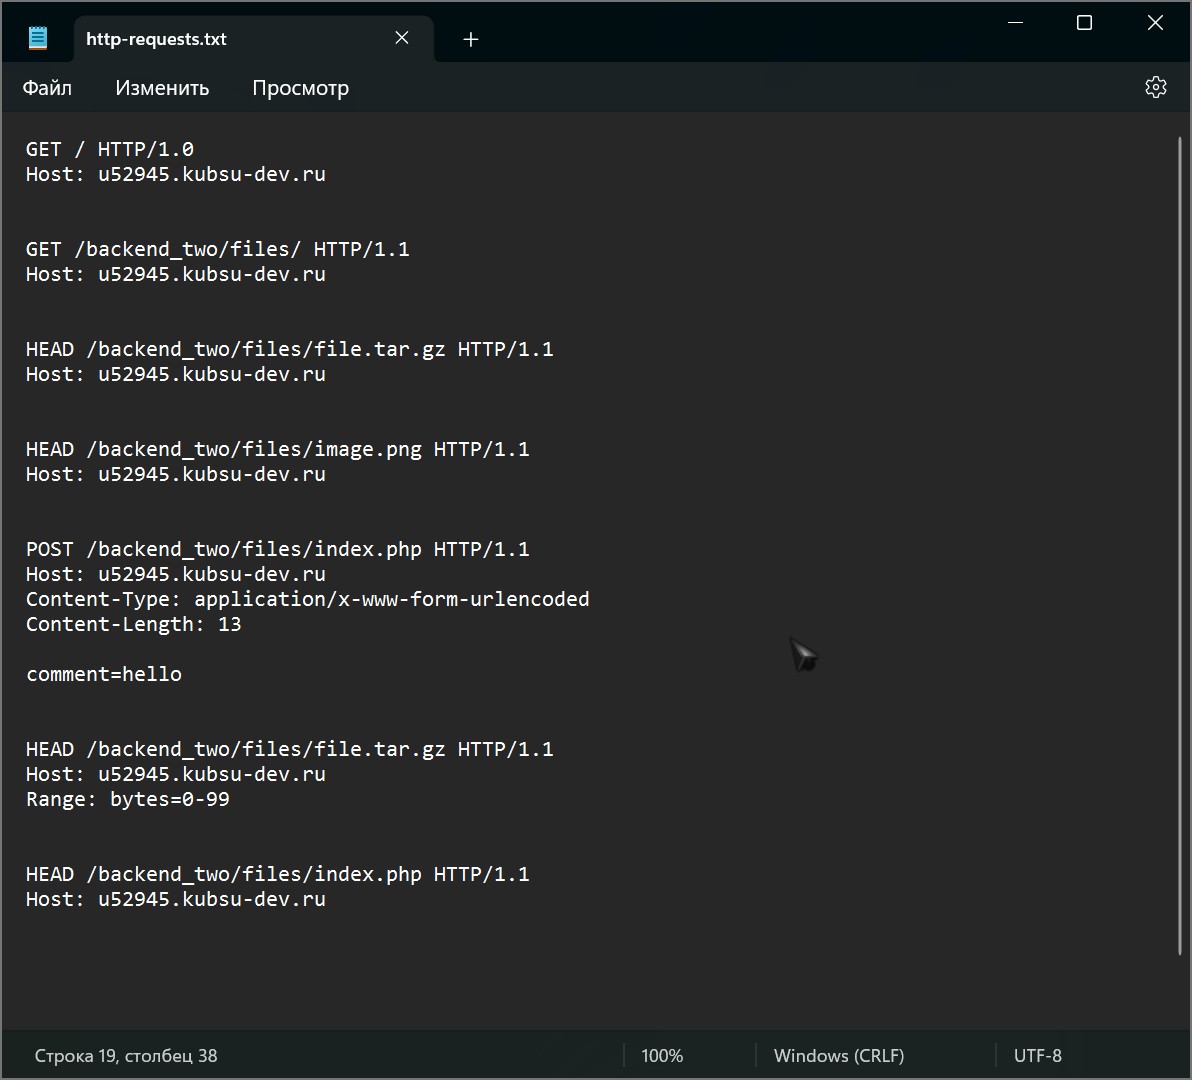 http-requests.txt
Файл Изменить Просмотр
GET / HTTP/1.0
Host: u52945.kubsu-dev.ru
GET /backend_two/files/ HTTP/1.1
Host: u52945.kubsu-dev.ru
HEAD /backend_two/files/file.tar.gz HTTP/1.1
Host: u52945.kubsu-dev.ru
HEAD /backend_two/files/image.png HTTP/1.1
Host: u52945.kubsu-dev.ru
POST /backend_two/files/index.php HTTP/1.1
Host: u52945.kubsu-dev.ru
Content-Type: application/x-www-form-urlencoded
Content-Length: 13
comment=hello
HEAD /backend_two/files/file.tar.gz HTTP/1.1
Host: u52945.kubsu-dev.ru
Range: bytes=0-99
HEAD /backend_two/files/index.php HTTP/1.1
Host: u52945.kubsu-dev.ru
Строка 19, столбец 38 100% Windows (CRLF) UTF-8